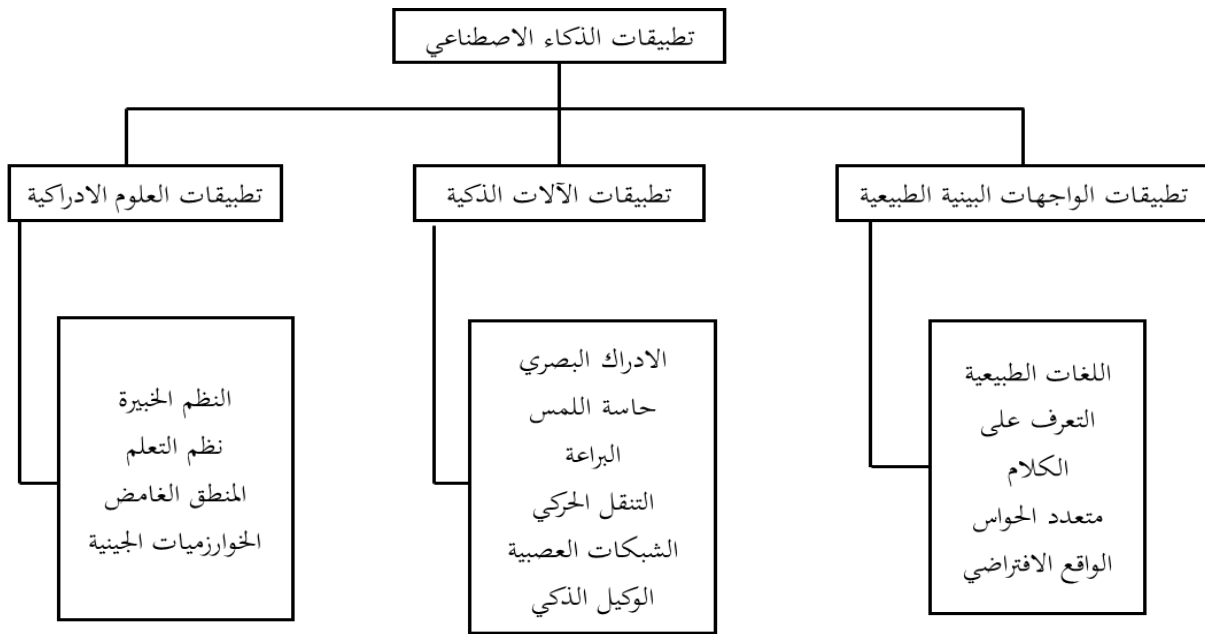 تطبيقات الذكاء الاصطناعي
تطبيقات الواجهات البينية الطبيعية
تطبيقات الآلات الذكية
تطبيقات العلوم الادراكية
اللغات الطبيعية
التعرف على
الكلام
متعدد الحواس
الواقع الافتراضي
الادراك البصري
حاسة اللمس
البراعة
التنقل الحركي
الشبكات العصبية
الوكيل الذكي
النظم الخبيرة
نظم التعلم
المنطق الغامض
الخوارزميات الجينية